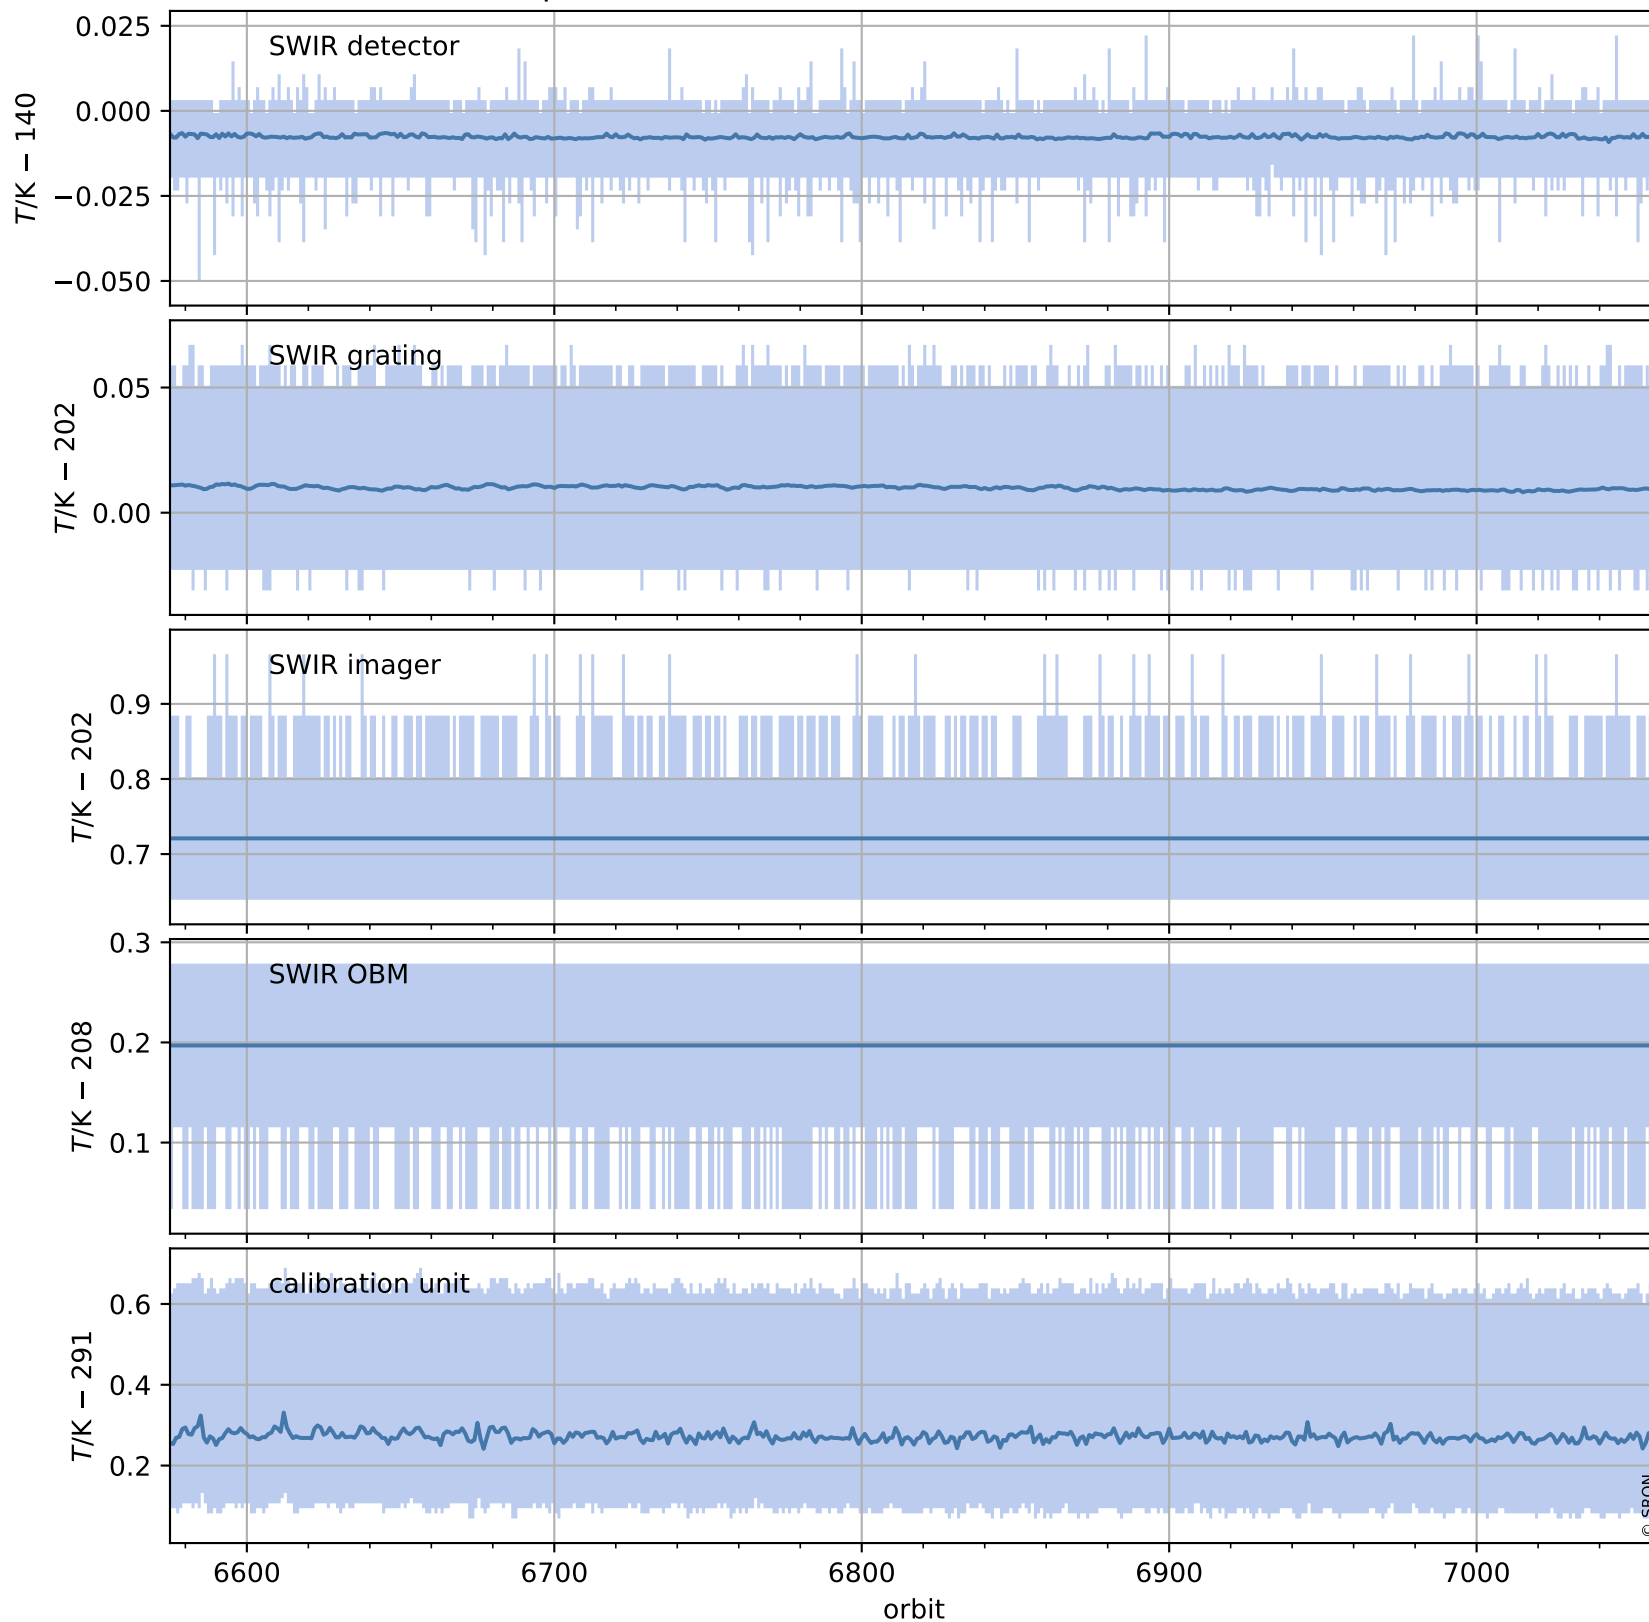 0.025
0.000
−0.025
−0.050
T/K − 140
SWIR detector
0.05
0.00
T/K − 202
SWIR grating
0.9
0.8
0.7
T/K − 202
SWIR imager
0.3
0.2
0.1
T/K − 208
SWIR OBM
0.6
0.4
0.2
T/K − 291
calibration unit
© SRON
6600 6700 6800 6900 7000
orbit